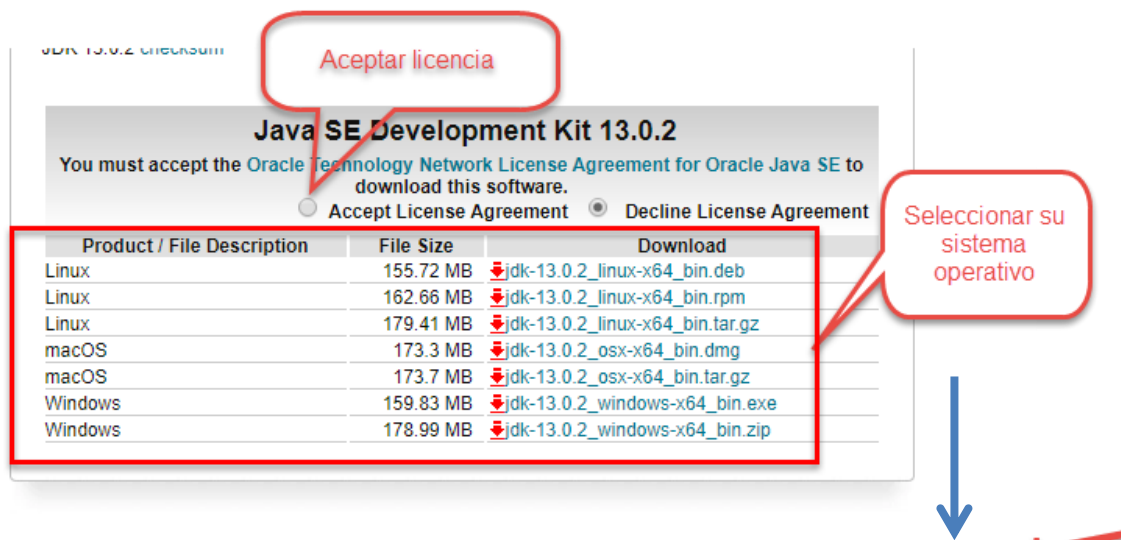 JDK 13.0.2 checksum
Aceptar licencia
Java SE Development Kit 13.0.2
You must accept the Oracle Technology Network License Agreement for Oracle Java SE to
download this software.
Accept License Agreement Decline License Agreement
Seleccionar su
sistema
operativo
Product / File Description File Size Download
Linux 155.72 MB jdk-13.0.2_linux-x64_bin.deb
Linux 162.66 MB jdk-13.0.2_linux-x64_bin.rpm
Linux 179.41 MB jdk-13.0.2_linux-x64_bin.tar.gz
macOS 173.3 MB jdk-13.0.2_osx-x64_bin.dmg
macOS 173.7 MB jdk-13.0.2_osx-x64_bin.tar.gz
Windows 159.83 MB jdk-13.0.2_windows-x64_bin.exe
Windows 178.99 MB jdk-13.0.2_windows-x64_bin.zip